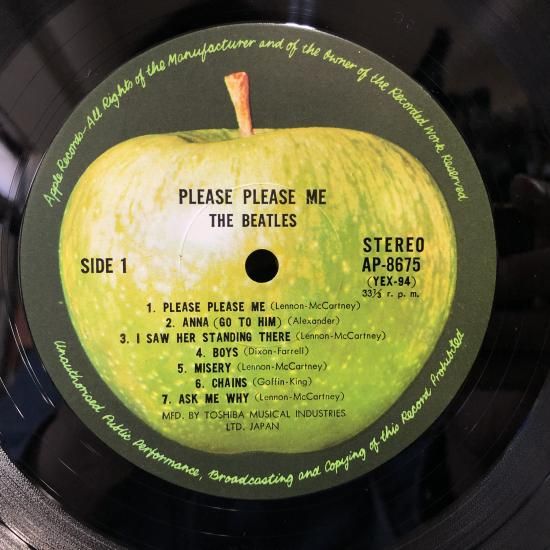 Apple Records-All Rights of the Manufacturer and of the Owner of the Recorded Work Reserved
PLEASE PLEASE ME
THE BEATLES
SIDE 1
STEREO
AP-8675
(YEX-94)
33⅓ r. p. m.
1. PLEASE PLEASE ME (Lennon-McCartney)
2. ANNA (GO TO HIM) (Alexander)
3. I SAW HER STANDING THERE (Lennon-McCartney)
4. BOYS (Dixon-Farrell)
5. MISERY (Lennon-McCartney)
6. CHAINS (Goffin-King)
7. ASK ME WHY (Lennon-McCartney)
MFD. BY TOSHIBA MUSICAL INDUSTRIES
LTD. JAPAN
Unauthorised Public Performance, Broadcasting and Copying of this Record Prohibited